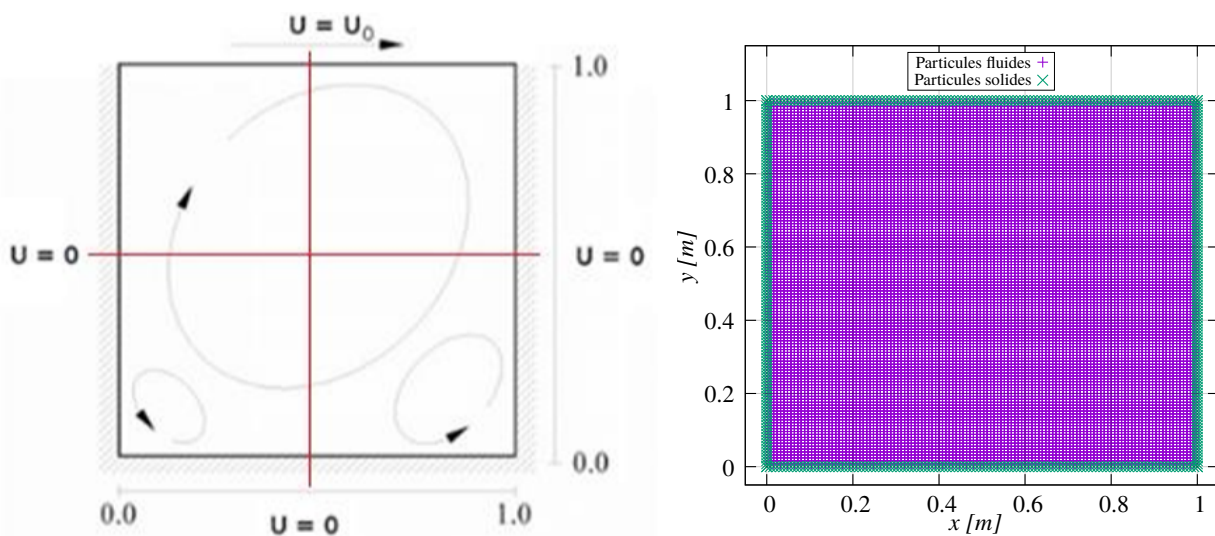 U = U₀
1.0
U = 0
U = 0
0.0
0.0
1.0
U = 0
Particules fluides
Particules solides
1
0.8
0.6
0.4
0.2
0
y [m]
0
0.2
0.4
0.6
0.8
1
x [m]